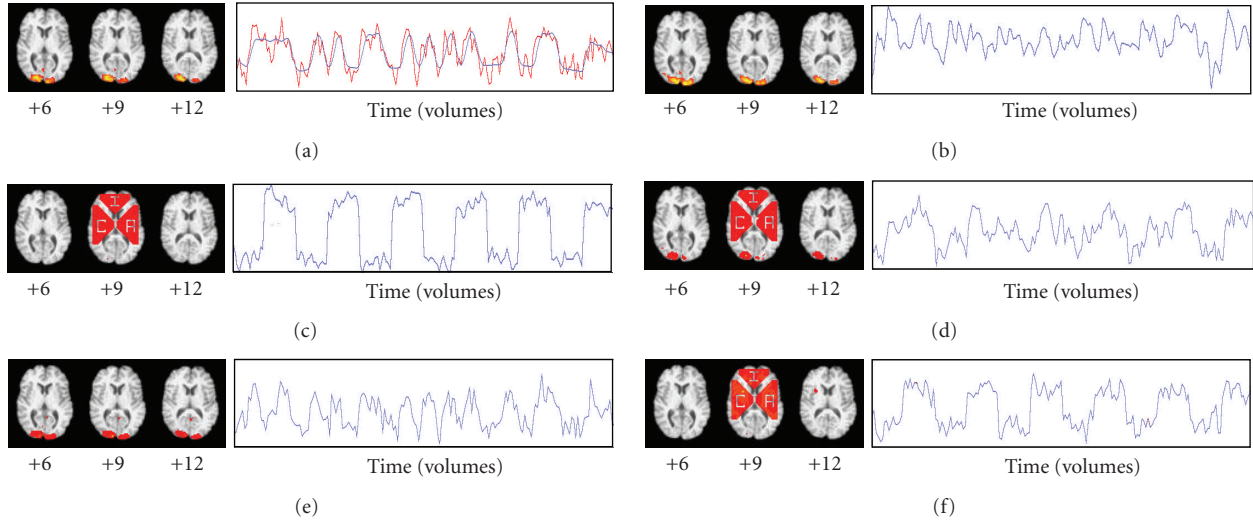 +6 +9 +12
Time (volumes)
(a)
+6 +9 +12
Time (volumes)
(b)
I
C A
+6 +9 +12
Time (volumes)
(c)
I
C A
+6 +9 +12
Time (volumes)
(d)
+6 +9 +12
Time (volumes)
(e)
I
C A
+6 +9 +12
Time (volumes)
(f)